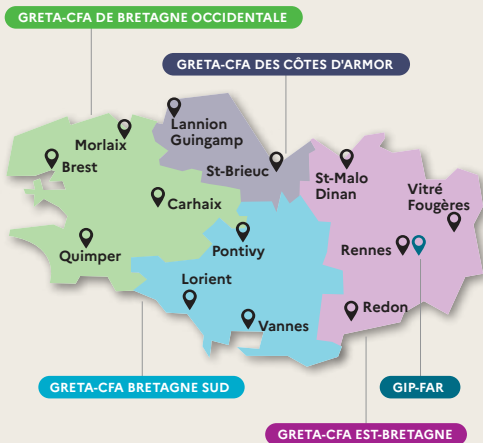 GRETA-CFA DE BRETAGNE OCCIDENTALE
GRETA-CFA DES CÔTES D'ARMOR
Lannion
Guingamp
Morlaix
Brest
St-Brieuc
St-Malo
Dinan
Vitré
Fougères
Carhaix
Quimper
Pontivy
Rennes
Lorient
Vannes
Redon
GRETA-CFA BRETAGNE SUD
GIP-FAR
GRETA-CFA EST-BRETAGNE